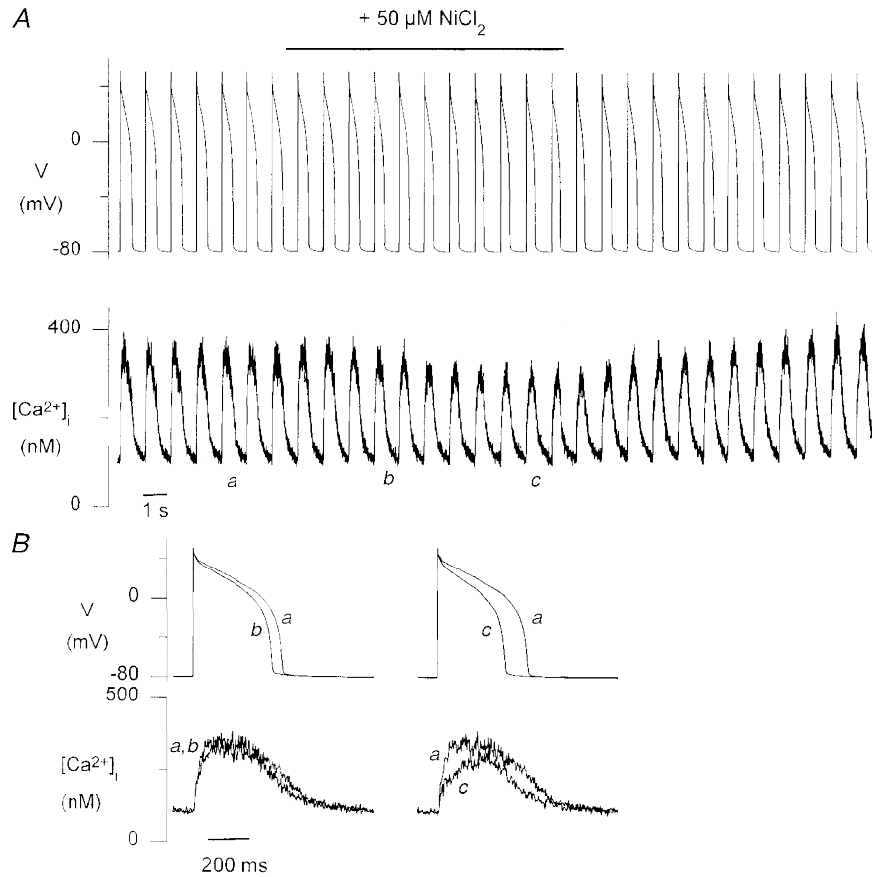 A
+ 50 µM NiCl2
0
V
(mV)
-80
400
[Ca2+]i
(nM)
0
a
b
c
1 s
B
0
V
(mV)
-80
b
a
c
a
500
[Ca2+]i
(nM)
0
a,b
a
c
200 ms